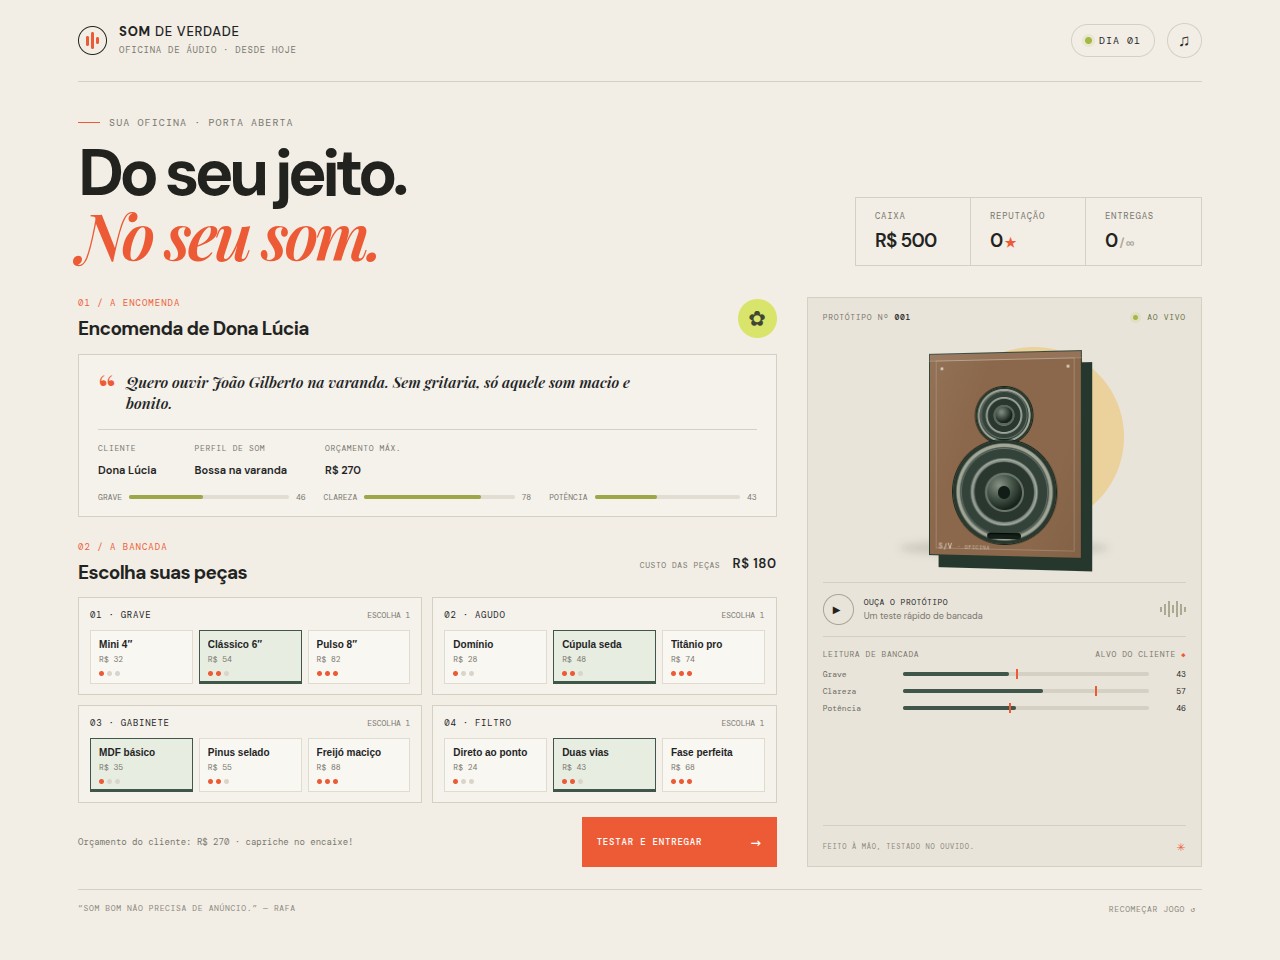 SOM DE VERDADE
OFICINA DE ÁUDIO · DESDE HOJE
DIA 01
SUA OFICINA · PORTA ABERTA
Do seu jeito.
No seu som.
CAIXA
R$ 500
REPUTAÇÃO
0★
ENTREGAS
0/∞
01 / A ENCOMENDA
Encomenda de Dona Lúcia
“ Quero ouvir João Gilberto na varanda. Sem gritaria, só aquele som macio e
bonito.
CLIENTE
Dona Lúcia
PERFIL DE SOM
Bossa na varanda
ORÇAMENTO MÁX.
R$ 270
GRAVE 46
CLAREZA 78
POTÊNCIA 43
02 / A BANCADA
Escolha suas peças
CUSTO DAS PEÇAS R$ 180
01 · GRAVE ESCOLHA 1
Mini 4″
R$ 32
Clássico 6″
R$ 54
Pulso 8″
R$ 82
02 · AGUDO ESCOLHA 1
Domínio
R$ 28
Cúpula seda
R$ 48
Titânio pro
R$ 74
03 · GABINETE ESCOLHA 1
MDF básico
R$ 35
Pinus selado
R$ 55
Freijó maciço
R$ 88
04 · FILTRO ESCOLHA 1
Direto ao ponto
R$ 24
Duas vias
R$ 43
Fase perfeita
R$ 68
Orçamento do cliente: R$ 270 · capriche no encaixe!
TESTAR E ENTREGAR →
PROTÓTIPO Nº 001
AO VIVO
S/V · OFICINA
OUÇA O PROTÓTIPO
Um teste rápido de bancada
LEITURA DE BANCADA
ALVO DO CLIENTE
Grave 43
Clareza 57
Potência 46
FEITO À MÃO, TESTADO NO OUVIDO.
“SOM BOM NÃO PRECISA DE ANÚNCIO.” — RAFA
RECOMEÇAR JOGO ↺